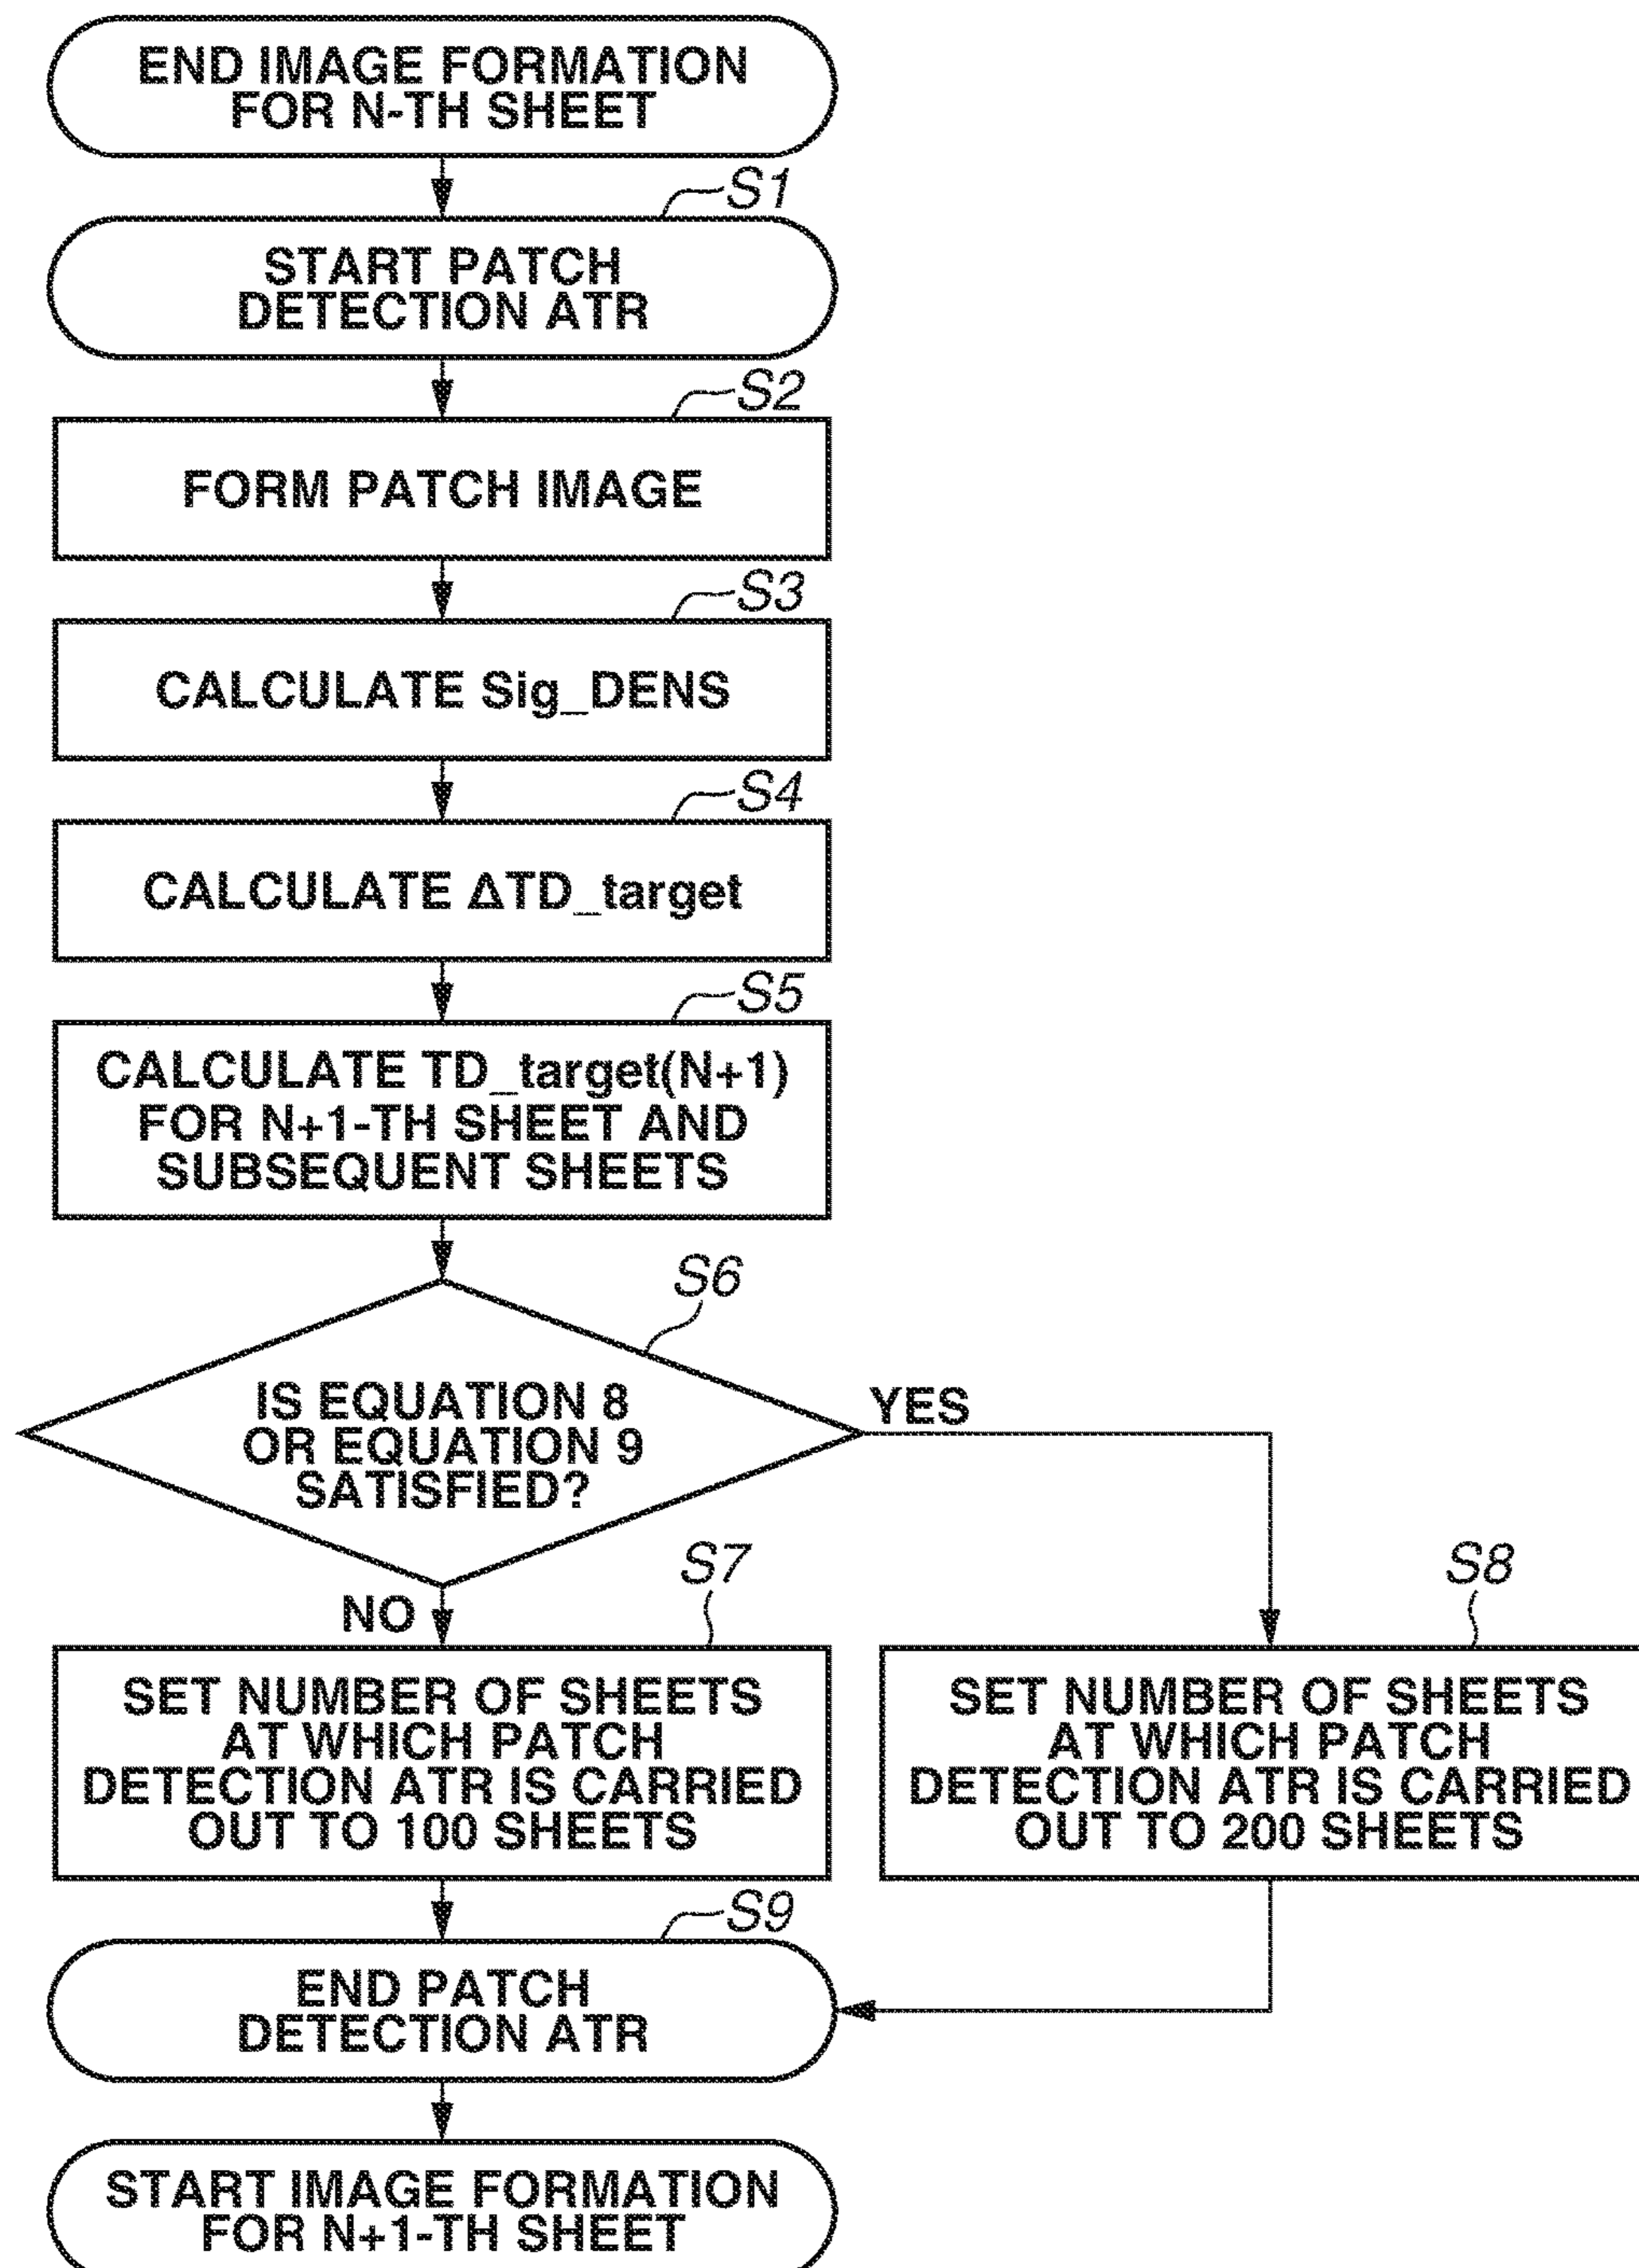 END IMAGE FORMATION
FOR N-TH SHEET
S1
START PATCH
DETECTION ATR
S2
FORM PATCH IMAGE
S3
CALCULATE Sig_DENS
S4
CALCULATE ΔTD_target
S5
CALCULATE TD_target(N+1)
FOR N+1-TH SHEET AND
SUBSEQUENT SHEETS
S6
IS EQUATION 8
OR EQUATION 9
SATISFIED?
YES
NO
S7
SET NUMBER OF SHEETS
AT WHICH PATCH
DETECTION ATR IS CARRIED
OUT TO 100 SHEETS
S8
SET NUMBER OF SHEETS
AT WHICH PATCH
DETECTION ATR IS CARRIED
OUT TO 200 SHEETS
S9
END PATCH
DETECTION ATR
START IMAGE FORMATION
FOR N+1-TH SHEET